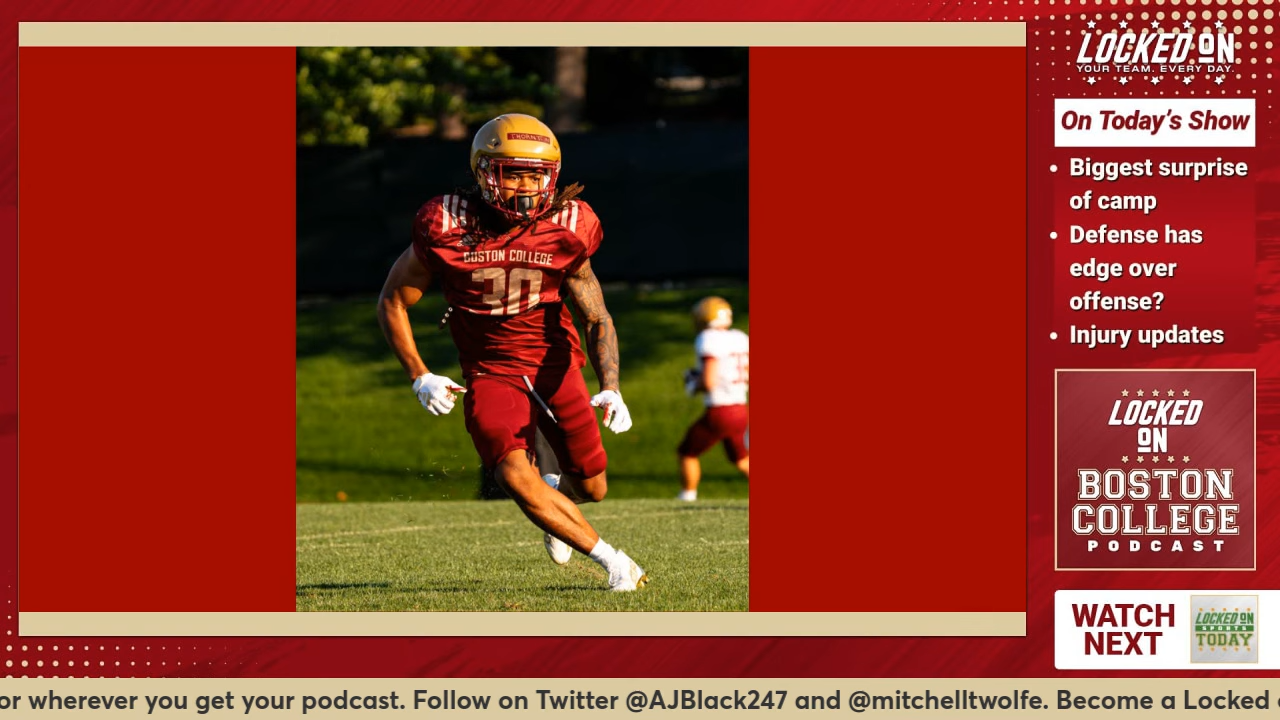 THORNTON
BOSTON COLLEGE
30
LOCKED ON
YOUR TEAM. EVERY DAY.
On Today's Show
• Biggest surprise
of camp
• Defense has
edge over
offense?
• Injury updates
LOCKED
ON
BOSTON
COLLEGE
PODCAST
WATCH
NEXT
LOCKED ON
SPORTS
TODAY
or wherever you get your podcast. Follow on Twitter @AJBlack247 and @mitchelltwolfe. Become a Locked